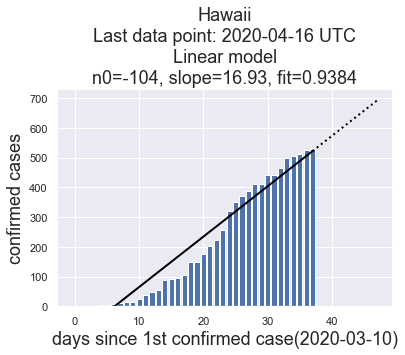 Hawaii
Last data point: 2020-04-16 UTC
Linear model
n0=-104, slope=16.93, fit=0.9384
700
600
500
400
300
200
100
0
confirmed cases
0 10 20 30 40
days since 1st confirmed case(2020-03-10)